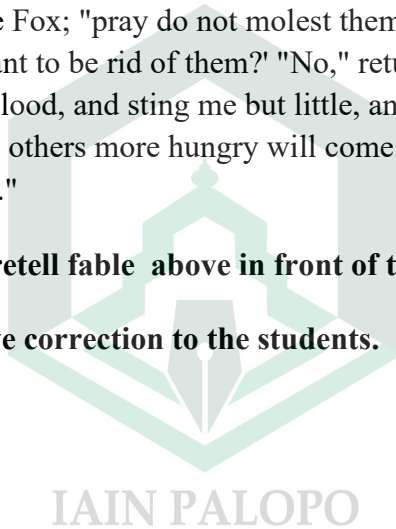 e Fox; "pray do not molest them
ant to be rid of them?' "No," retu
lood, and sting me but little, an
others more hungry will come
."
retell fable above in front of t
ve correction to the students.
IAIN PALOPO